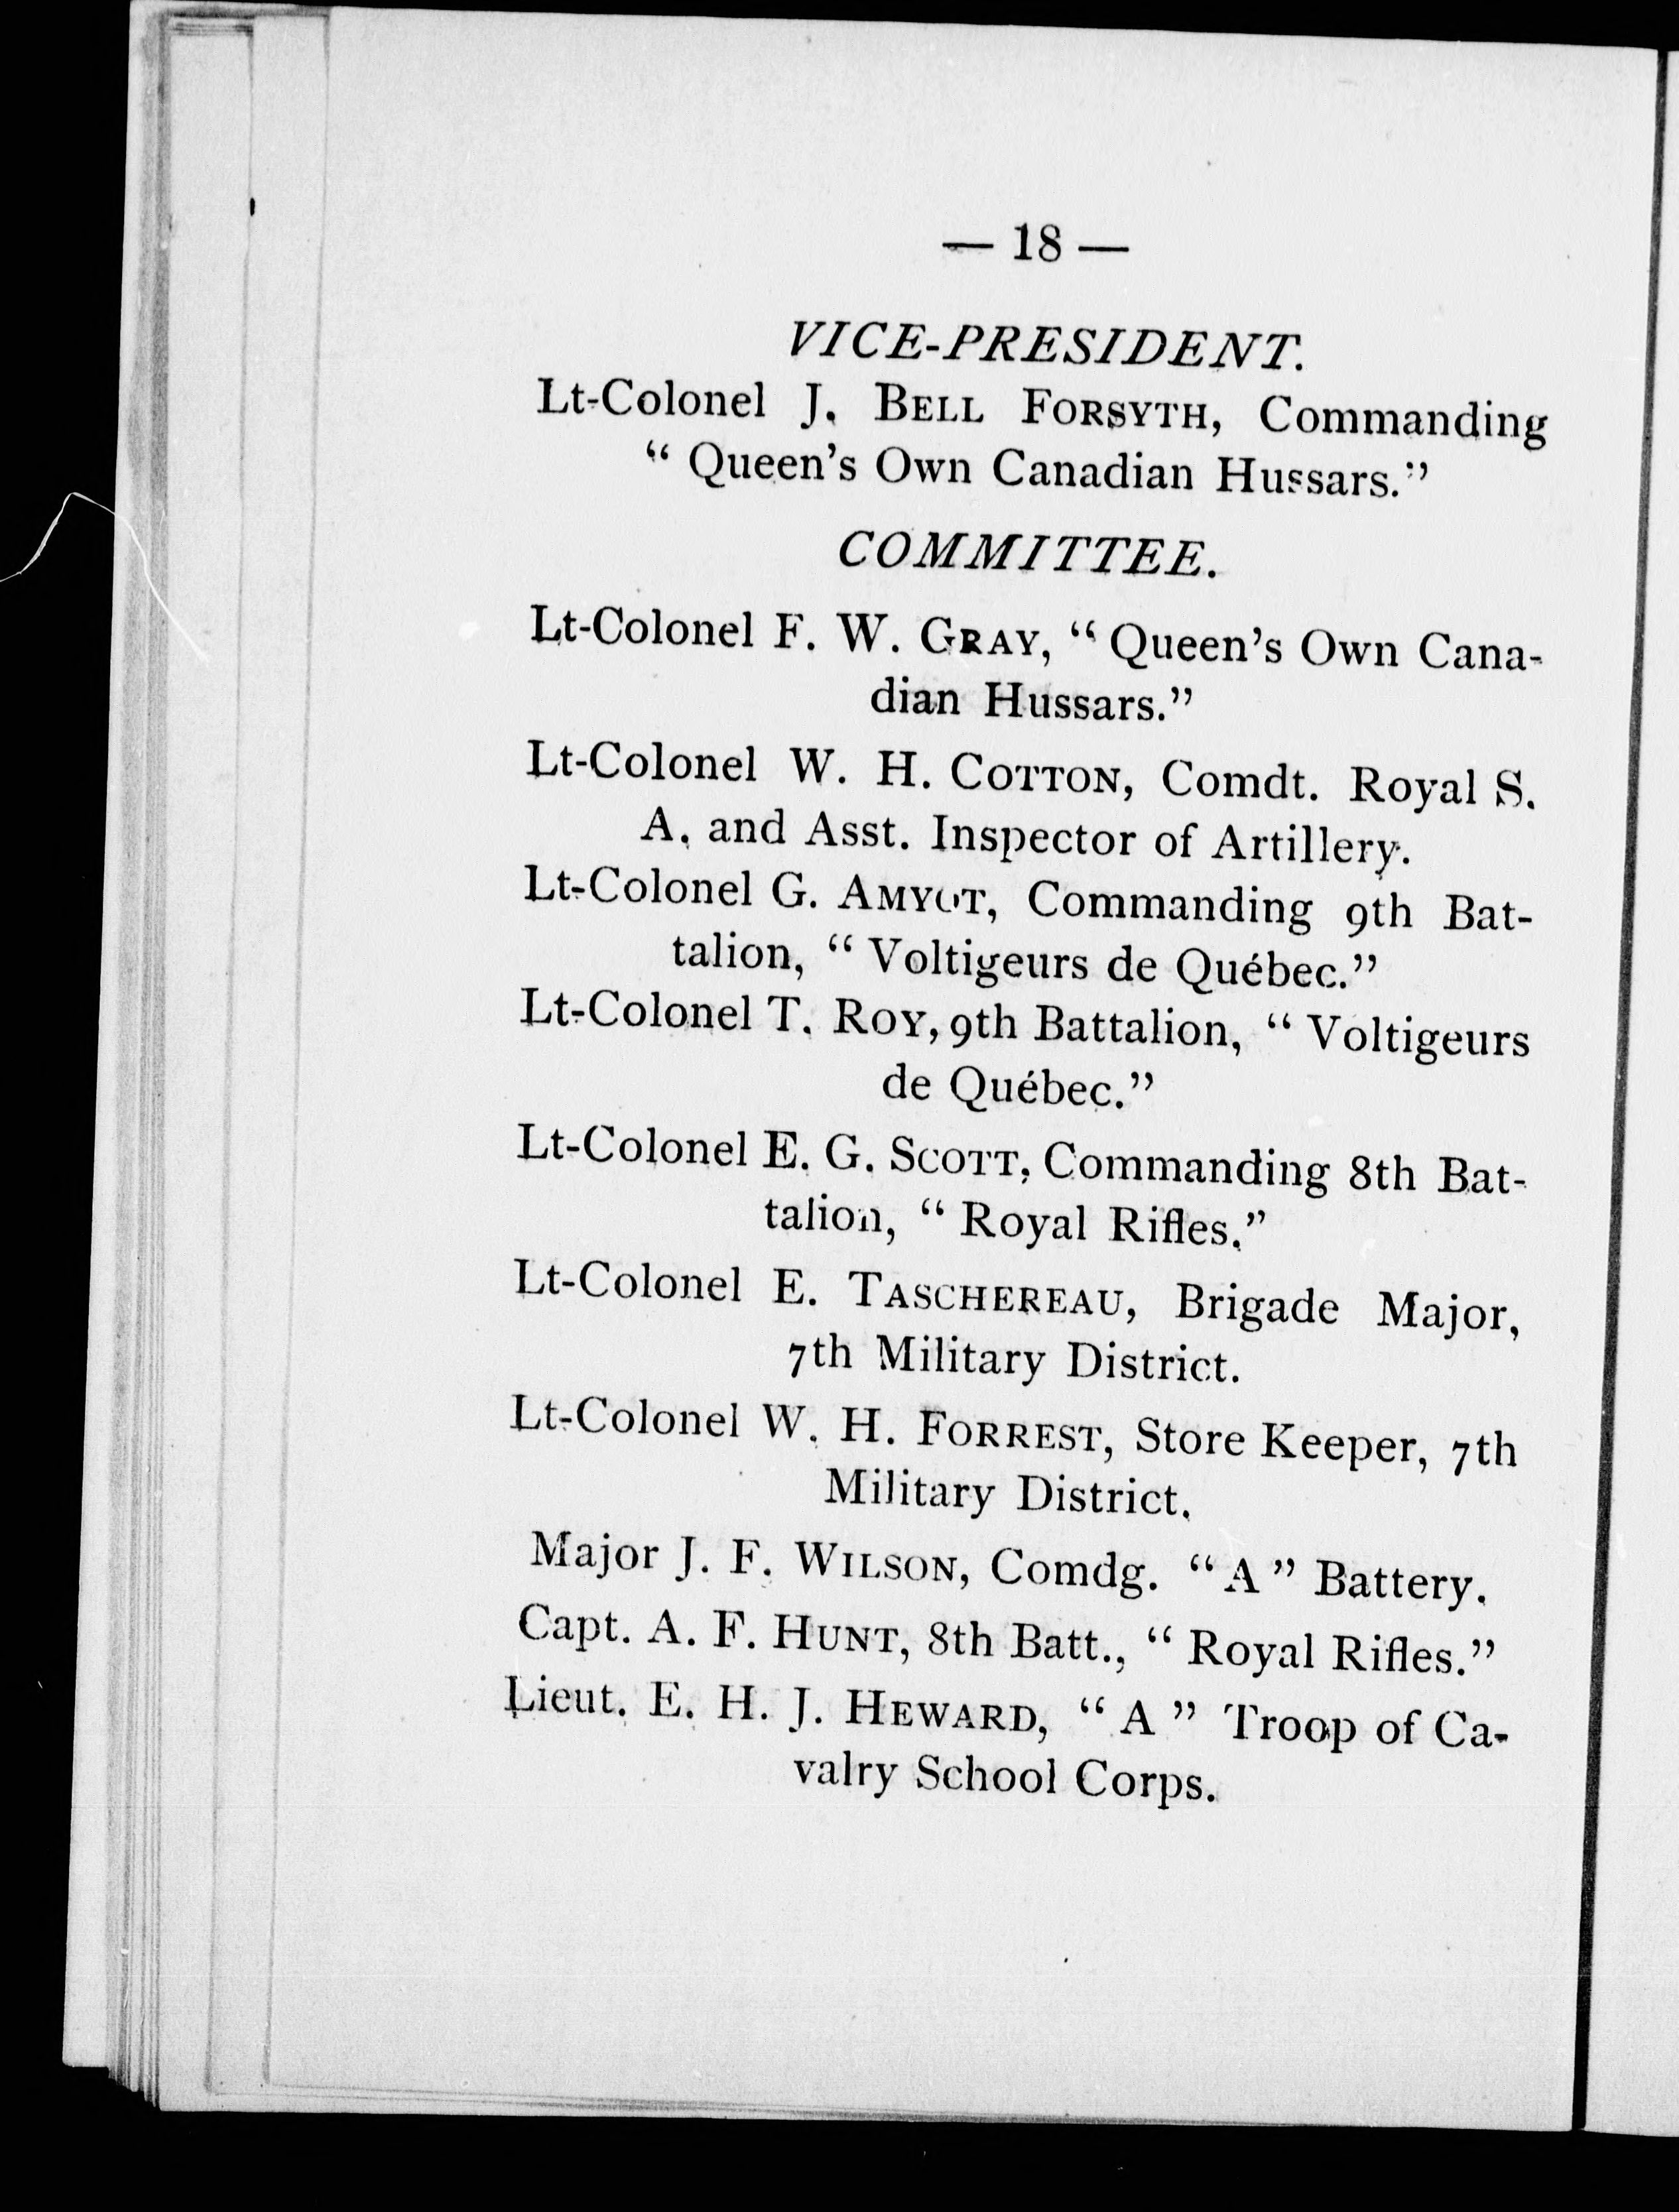 — 18 —
VICE-PRESIDENT.
Lt-Colonel J. BELL FORSYTH, Commanding
“ Queen’s Own Canadian Hussars.”
COMMITTEE.
Lt-Colonel F. W. GRAY, “ Queen’s Own Cana-
dian Hussars.”
Lt-Colonel W. H. COTTON, Comdt. Royal S.
A. and Asst. Inspector of Artillery.
Lt-Colonel G. AMYOT, Commanding 9th Bat-
talion, “ Voltigeurs de Québec.”
Lt-Colonel T. ROY, 9th Battalion, “ Voltigeurs
de Québec.”
Lt-Colonel E. G. SCOTT, Commanding 8th Bat-
talion, “ Royal Rifles.”
Lt-Colonel E. TASCHEREAU, Brigade Major,
7th Military District.
Lt-Colonel W. H. FORREST, Store Keeper, 7th
Military District.
Major J. F. WILSON, Comdg. “ A ” Battery.
Capt. A. F. HUNT, 8th Batt., “ Royal Rifles.”
Lieut. E. H. J. HEWARD, “ A ” Troop of Ca-
valry School Corps.